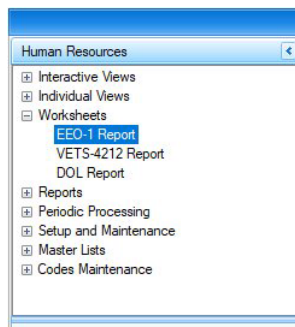 Human Resources
Interactive Views
Individual Views
Worksheets
EEO-1 Report
VETS-4212 Report
DOL Report
Reports
Periodic Processing
Setup and Maintenance
Master Lists
Codes Maintenance